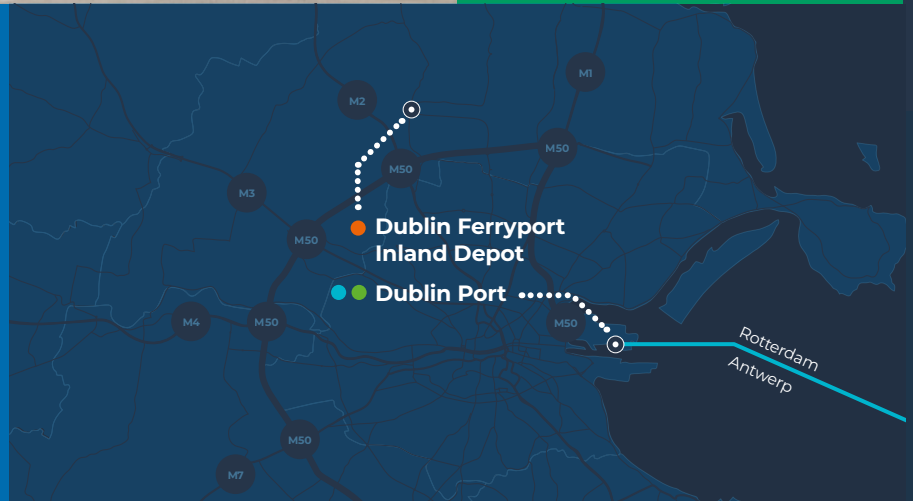 M1
M2
M50
M50
M3
Dublin Ferryport
Inland Depot
M50
Dublin Port
M4
M50
M50
Rotterdam
Antwerp
M50
M7